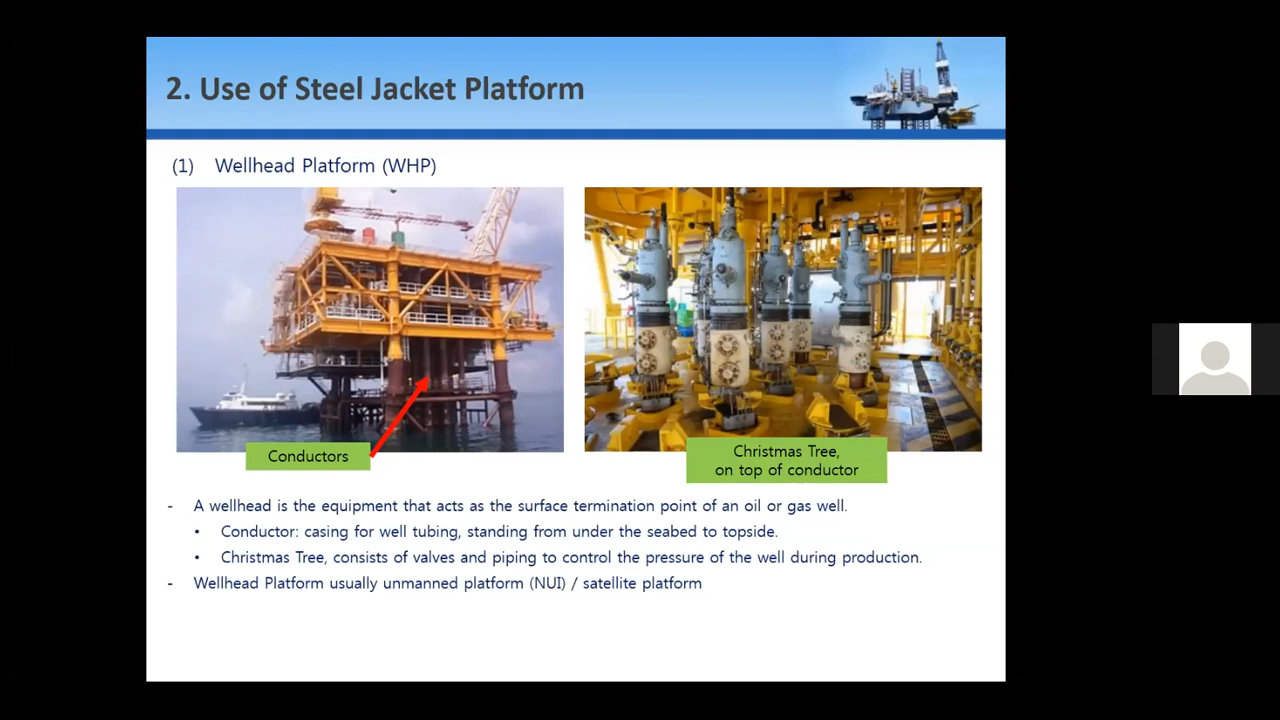 2. Use of Steel Jacket Platform
(1) Wellhead Platform (WHP)
Conductors
Christmas Tree,
on top of conductor
- A wellhead is the equipment that acts as the surface termination point of an oil or gas well.
• Conductor: casing for well tubing, standing from under the seabed to topside.
• Christmas Tree, consists of valves and piping to control the pressure of the well during production.
- Wellhead Platform usually unmanned platform (NUI) / satellite platform